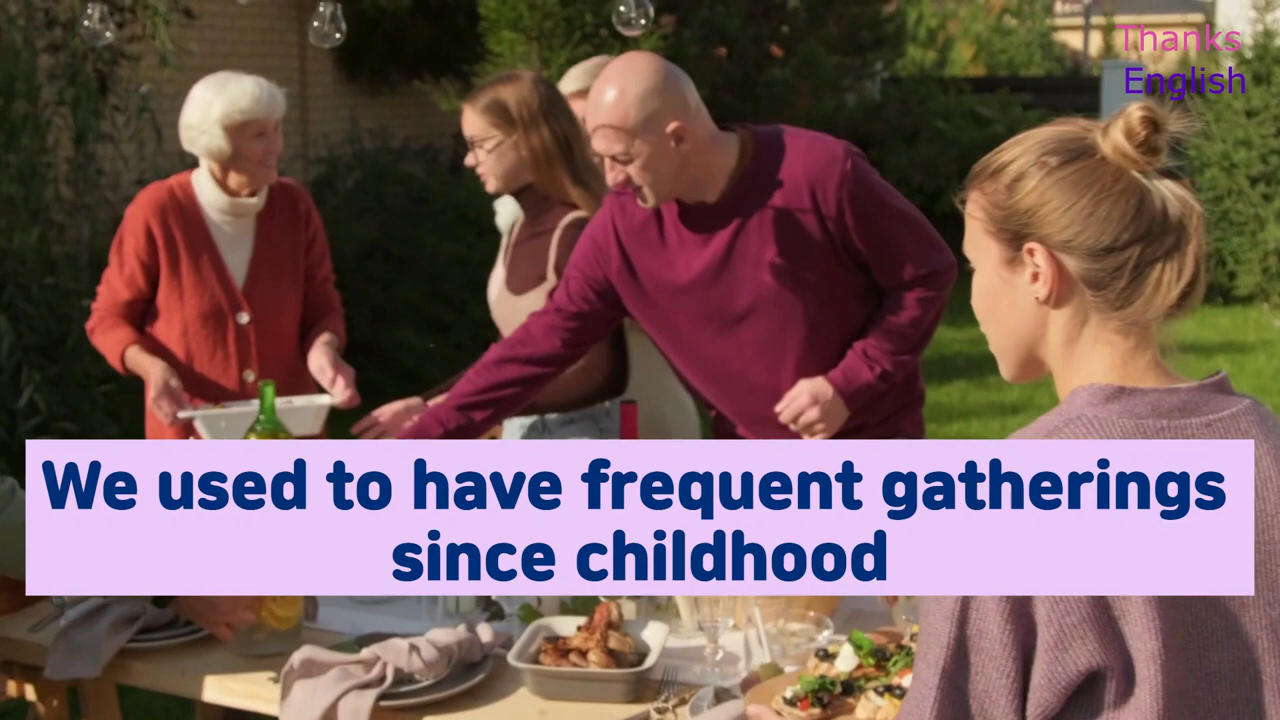 Thanks
English
We used to have frequent gatherings
since childhood